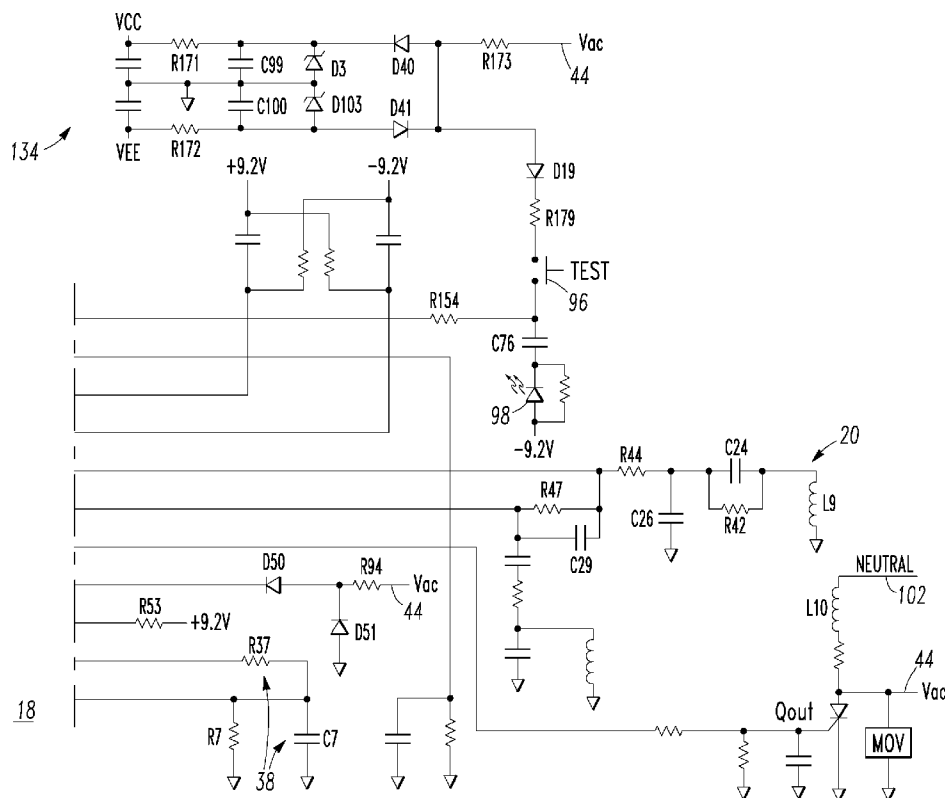 VCC
R171
C99
D3
D40
R173
Vac
44
C100
D103
D41
134
VEE
R172
+9.2V
-9.2V
D19
R179
TEST
96
R154
C76
98
-9.2V
20
R44
C24
R47
C26
R42
L9
C29
D50
R94
Vac
44
NEUTRAL
102
L10
R53
+9.2V
D51
R37
44
Vac
18
Qout
R7
C7
MOV
38